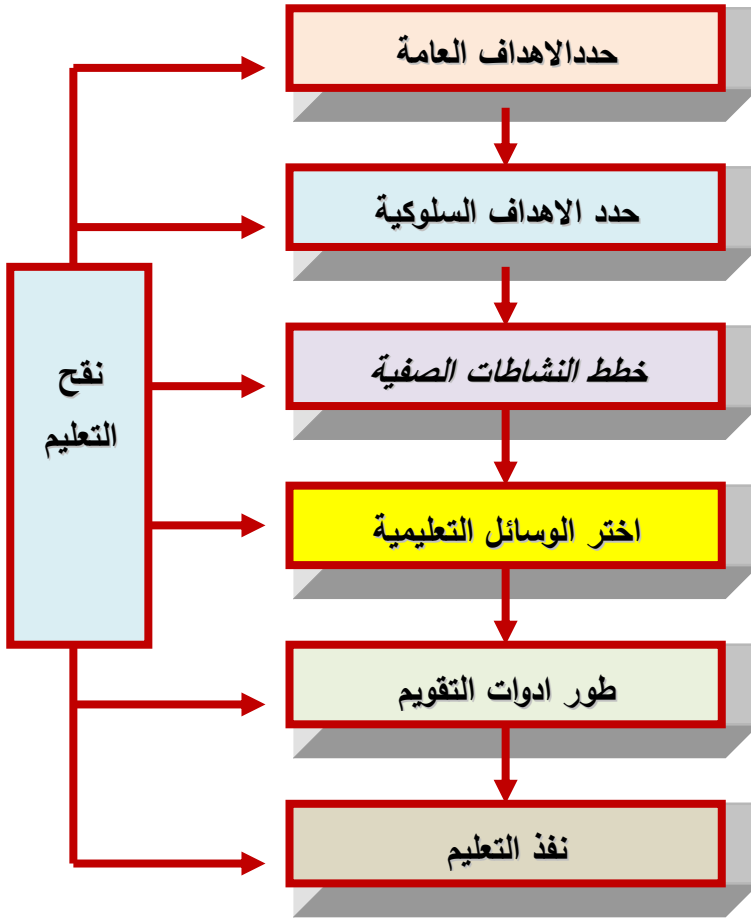 حددالاهداف العامة
حدد الاهداف السلوكية
نقح
التعليم
خطط النشاطات الصفية
اختر الوسائل التعليمية
طور ادوات التقويم
نفذ التعليم